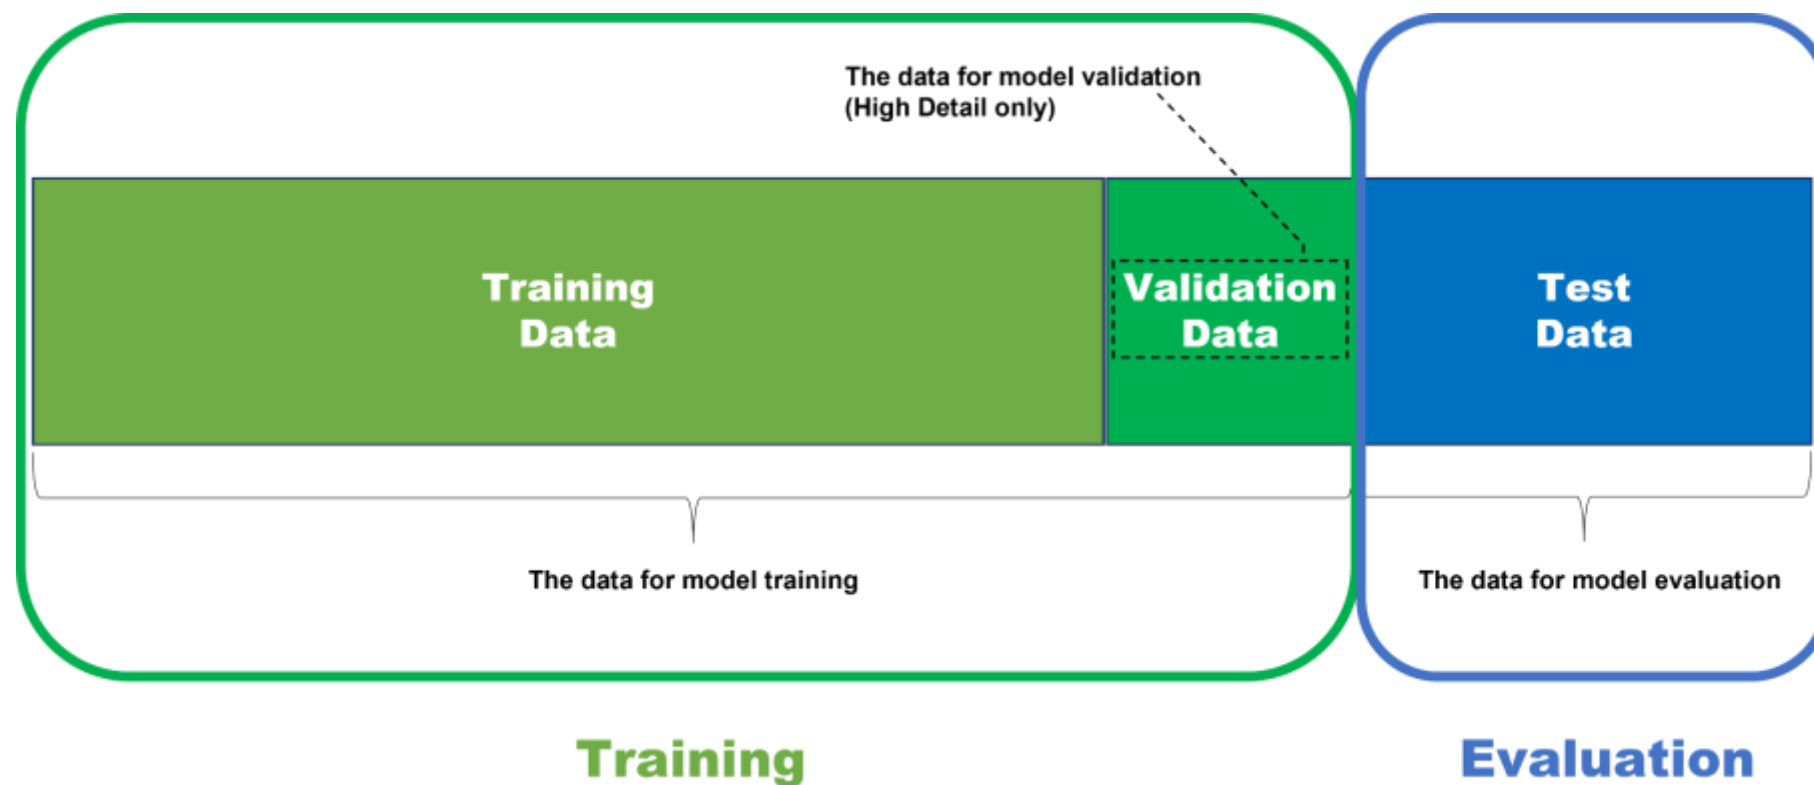 The data for model validation
(High Detail only)
Training
Data
Validation
Data
Test
Data
The data for model training
The data for model evaluation
Training
Evaluation